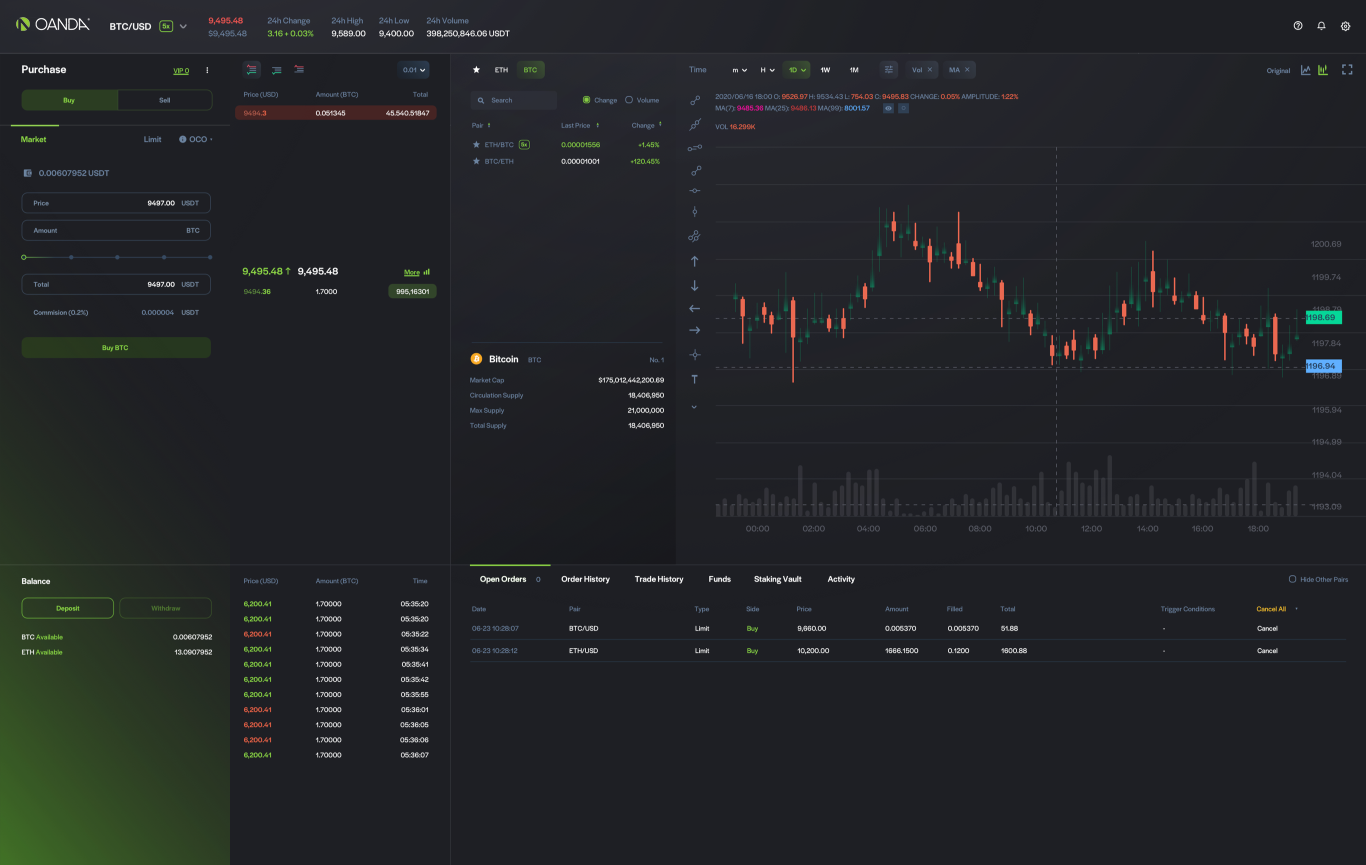 OANDA
BTC/USD 5x
9,495.48
$9,495.48
24h Change
3.16 + 0.03%
24h High
9,589.00
24h Low
9,400.00
24h Volume
398,250,846.06 USDT
Purchase
VIP 0
Buy Sell
Market Limit OCO
0.00607952 USDT
Price 9497.00 USDT
Amount BTC
Total 9497.00 USDT
Commision (0.2%) 0.000004 USDT
Buy BTC
0.01
Price (USD) Amount (BTC) Total
9494.3 0.051345 45,540.51847
9,495.48 ↑ 9,495.48 More
9494.36 1.7000 995,16301
★ ETH BTC
Search Change Volume
Pair ↑ Last Price ↑ Change ↑
★ ETH/BTC 5x 0.00001556 +1.45%
★ BTC/ETH 0.00001001 +120.45%
Bitcoin BTC No. 1
Market Cap $175,012,442,200.69
Circulation Supply 18,406,950
Max Supply 21,000,000
Total Supply 18,406,950
Time m H 1D 1W 1M Vol × MA × Original
2020/06/16 18:00 O: 9526.97 H: 9534.43 L: 754.03 C: 9495.83 CHANGE: 0.05% AMPLITUDE: 1.22%
MA(7): 9485.36 MA(25): 9486.13 MA(99): 8001.57
VOL 16.299K
T
1200.69
1199.74
1198.79
1198.69
1197.84
1196.94
1196.89
1195.94
1194.99
1194.04
1193.09
00:00 02:00 04:00 06:00 08:00 10:00 12:00 14:00 16:00 18:00
Balance
Deposit Withdraw
BTC Available 0.00607952
ETH Available 13.0907952
Price (USD) Amount (BTC) Time
6,200.41 1.70000 05:35:20
6,200.41 1.70000 05:35:20
6,200.41 1.70000 05:35:22
6,200.41 1.70000 05:35:34
6,200.41 1.70000 05:35:41
6,200.41 1.70000 05:35:42
6,200.41 1.70000 05:35:55
6,200.41 1.70000 05:36:01
6,200.41 1.70000 05:36:05
6,200.41 1.70000 05:36:06
6,200.41 1.70000 05:36:07
Open Orders 0 Order History Trade History Funds Staking Vault Activity Hide Other Pairs
Date Pair Type Side Price Amount Filled Total Trigger Conditions Cancel All
06-23 10:28:07 BTC/USD Limit Buy 9,660.00 0.005370 0.005370 51.88 - Cancel
06-23 10:28:12 ETH/USD Limit Buy 10,200.00 1666.1500 0.1200 1600.88 - Cancel